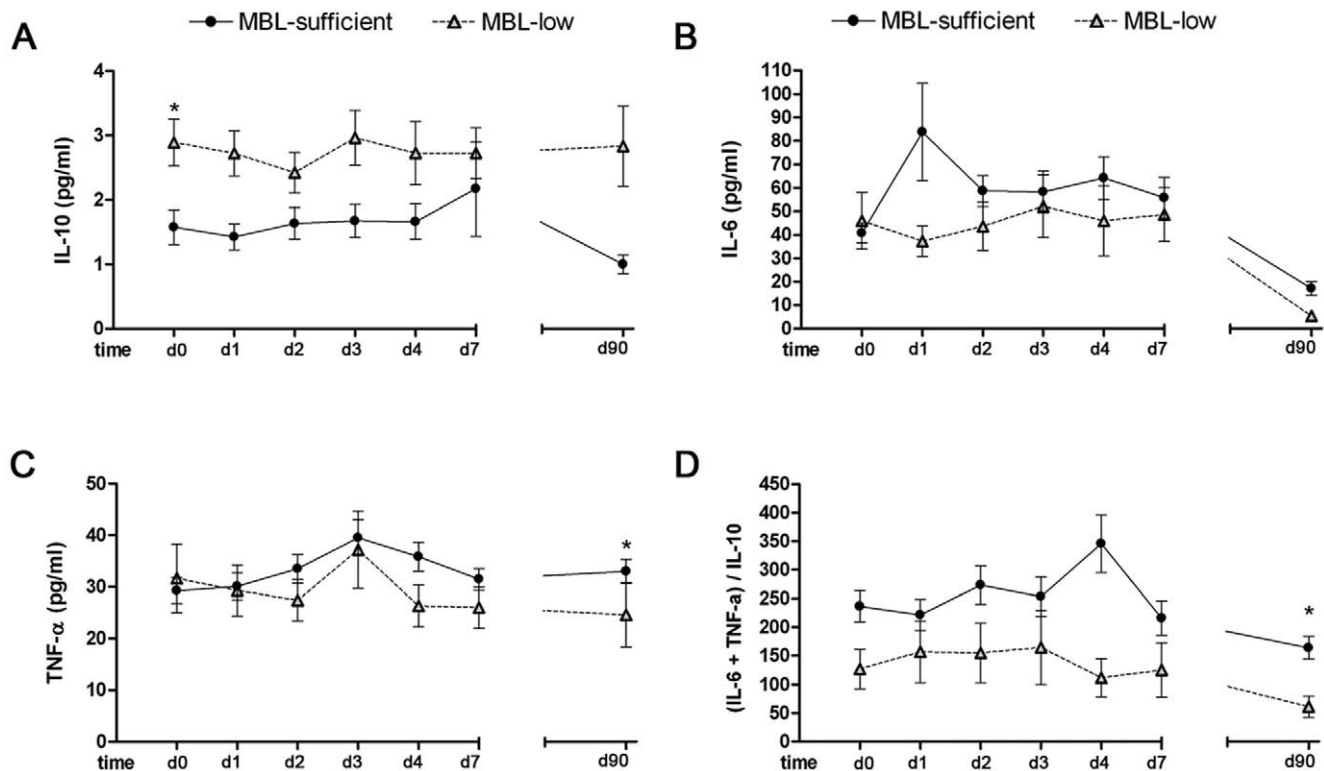 A
MBL-sufficient MBL-low
IL-10 (pg/ml)
4
3
2
1
0
*
time d0 d1 d2 d3 d4 d7 d90
B
MBL-sufficient MBL-low
IL-6 (pg/ml)
110
100
90
80
70
60
50
40
30
20
10
0
time d0 d1 d2 d3 d4 d7 d90
C
TNF-α (pg/ml)
50
40
30
20
10
0
*
time d0 d1 d2 d3 d4 d7 d90
D
(IL-6 + TNF-a) / IL-10
450
400
350
300
250
200
150
100
50
0
*
time d0 d1 d2 d3 d4 d7 d90